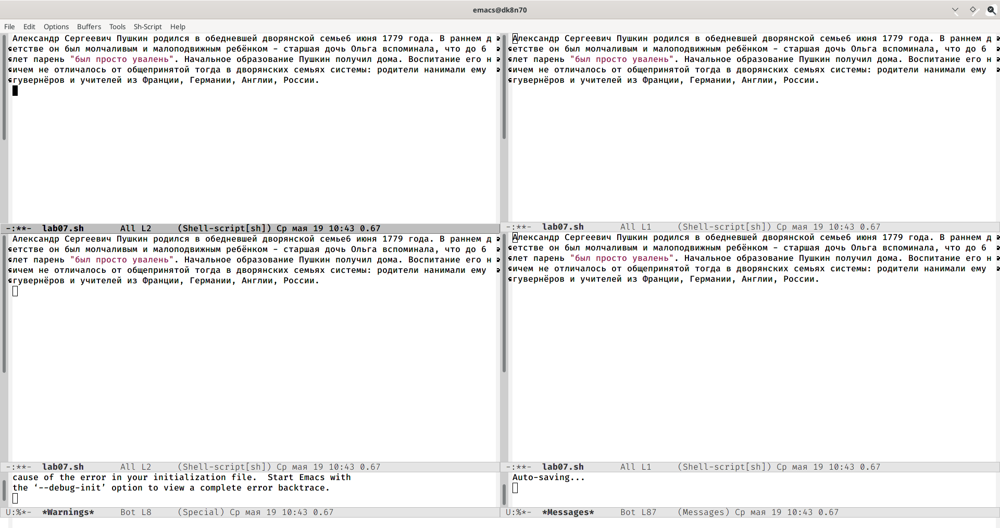 emacs@dk8n70
File Edit Options Buffers Tools Sh-Script Help
Александр Сергеевич Пушкин родился в обедневшей дворянской семье6 июня 1779 года. В раннем д
етстве он был молчаливым и малоподвижным ребёнком - старшая дочь Ольга вспоминала, что до 6
лет парень "был просто увалень". Начальное образование Пушкин получил дома. Воспитание его н
ичем не отличалось от общепринятой тогда в дворянских семьях системы: родители нанимали ему
гувернёров и учителей из Франции, Германии, Англии, России.
-:**- lab07.sh All L2 (Shell-script[sh]) Ср мая 19 10:43 0.67
Александр Сергеевич Пушкин родился в обедневшей дворянской семье6 июня 1779 года. В раннем д
етстве он был молчаливым и малоподвижным ребёнком - старшая дочь Ольга вспоминала, что до 6
лет парень "был просто увалень". Начальное образование Пушкин получил дома. Воспитание его н
ичем не отличалось от общепринятой тогда в дворянских семьях системы: родители нанимали ему
гувернёров и учителей из Франции, Германии, Англии, России.
-:**- lab07.sh All L1 (Shell-script[sh]) Ср мая 19 10:43 0.67
Александр Сергеевич Пушкин родился в обедневшей дворянской семье6 июня 1779 года. В раннем д
етстве он был молчаливым и малоподвижным ребёнком - старшая дочь Ольга вспоминала, что до 6
лет парень "был просто увалень". Начальное образование Пушкин получил дома. Воспитание его н
ичем не отличалось от общепринятой тогда в дворянских семьях системы: родители нанимали ему
гувернёров и учителей из Франции, Германии, Англии, России.
-:**- lab07.sh All L2 (Shell-script[sh]) Ср мая 19 10:43 0.67
Александр Сергеевич Пушкин родился в обедневшей дворянской семье6 июня 1779 года. В раннем д
етстве он был молчаливым и малоподвижным ребёнком - старшая дочь Ольга вспоминала, что до 6
лет парень "был просто увалень". Начальное образование Пушкин получил дома. Воспитание его н
ичем не отличалось от общепринятой тогда в дворянских семьях системы: родители нанимали ему
гувернёров и учителей из Франции, Германии, Англии, России.
-:**- lab07.sh All L1 (Shell-script[sh]) Ср мая 19 10:43 0.67
cause of the error in your initialization file.  Start Emacs with
the ‘--debug-init’ option to view a complete error backtrace.
U:%*- *Warnings* Bot L8 (Special) Ср мая 19 10:43 0.67
Auto-saving...
U:%*- *Messages* Bot L87 (Messages) Ср мая 19 10:43 0.67